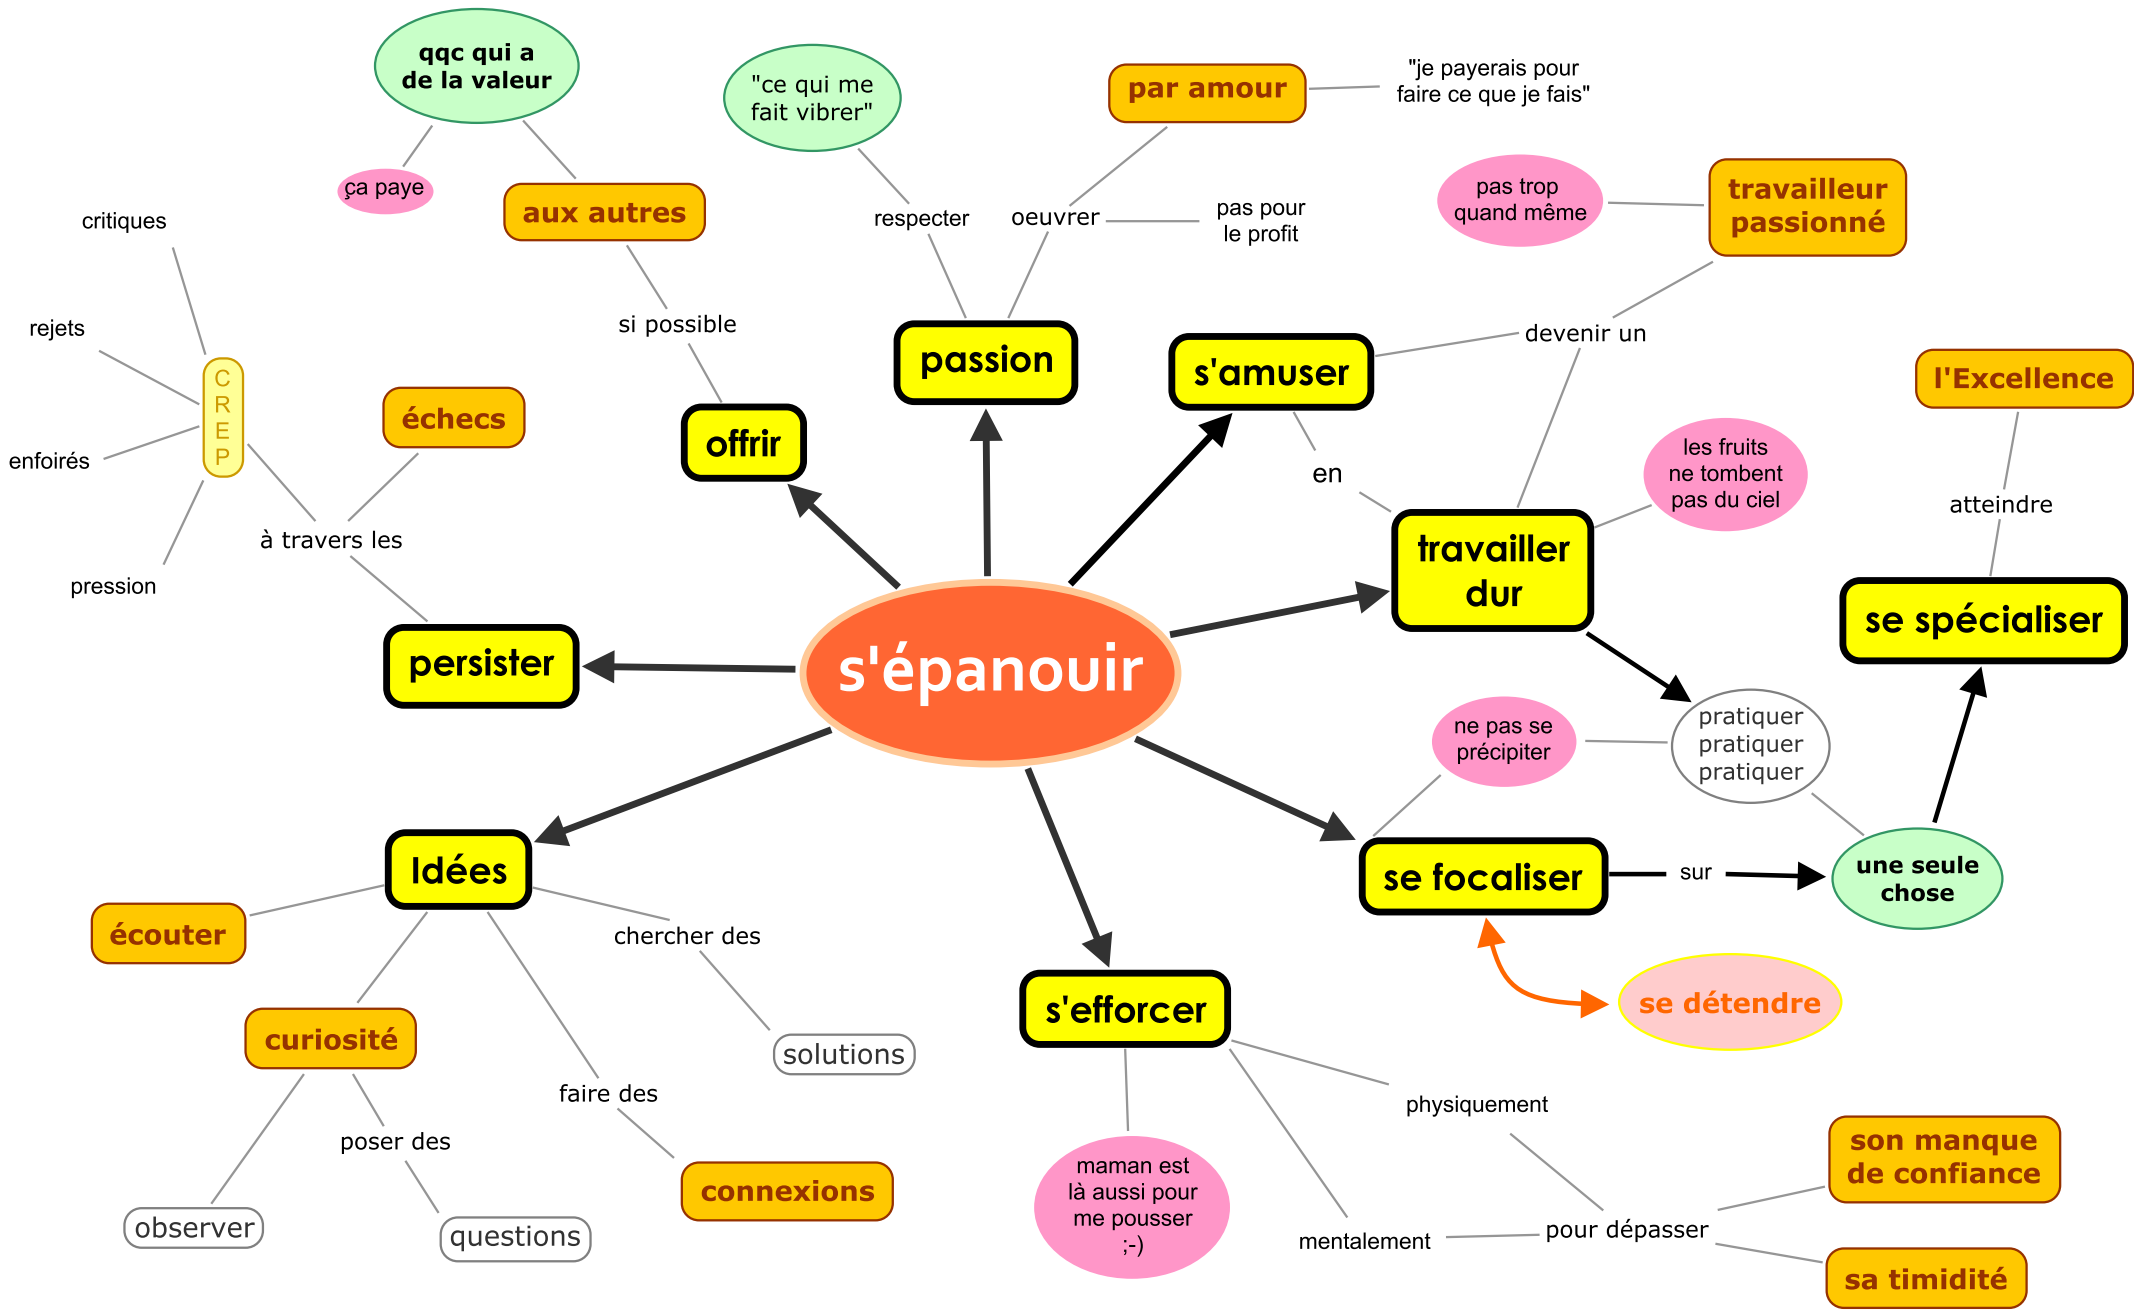 qqc qui a
de la valeur
ça paye
aux autres
si possible
offrir
"ce qui me
fait vibrer"
respecter
oeuvrer
par amour
"je payerais pour
faire ce que je fais"
pas pour
le profit
passion
s'amuser
en
devenir un
travailleur
passionné
pas trop
quand même
travailler
dur
les fruits
ne tombent
pas du ciel
l'Excellence
atteindre
se spécialiser
critiques
rejets
enfoirés
pression
C
R
E
P
échecs
à travers les
persister
s'épanouir
pratiquer
pratiquer
pratiquer
ne pas se
précipiter
se focaliser
sur
une seule
chose
se détendre
Idées
écouter
curiosité
observer
poser des
questions
faire des
connexions
chercher des
solutions
s'efforcer
maman est
là aussi pour
me pousser
;-)
physiquement
mentalement
pour dépasser
son manque
de confiance
sa timidité